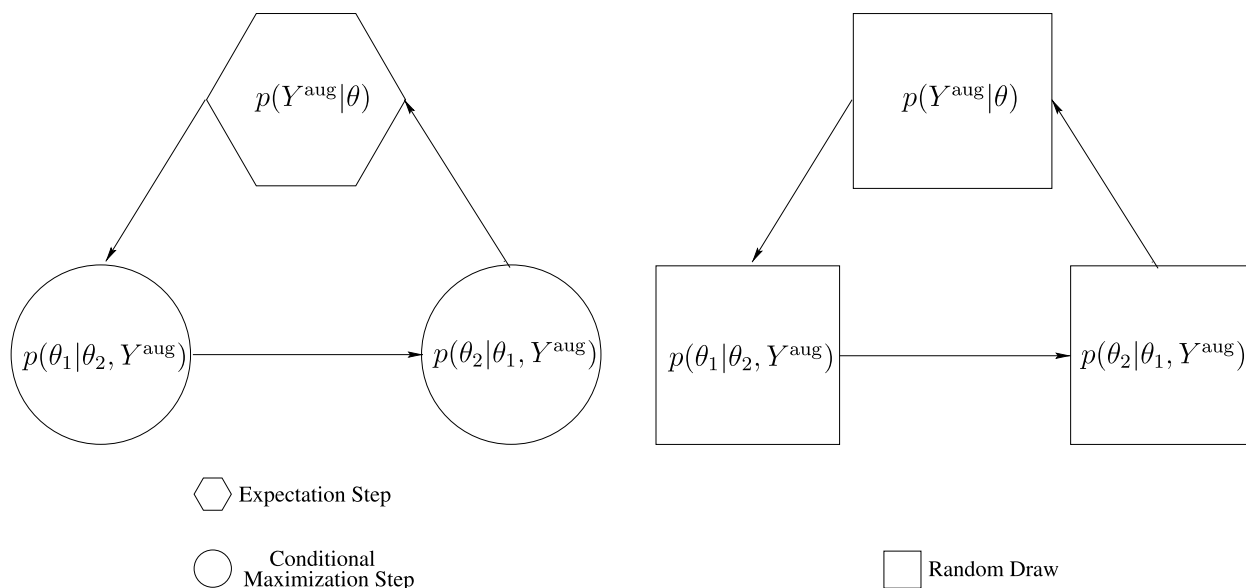 p(Y^aug|θ)
p(Y^aug|θ)
p(θ₁|θ₂, Y^aug)
p(θ₂|θ₁, Y^aug)
p(θ₁|θ₂, Y^aug)
p(θ₂|θ₁, Y^aug)
Expectation Step
Conditional
Maximization Step
Random Draw